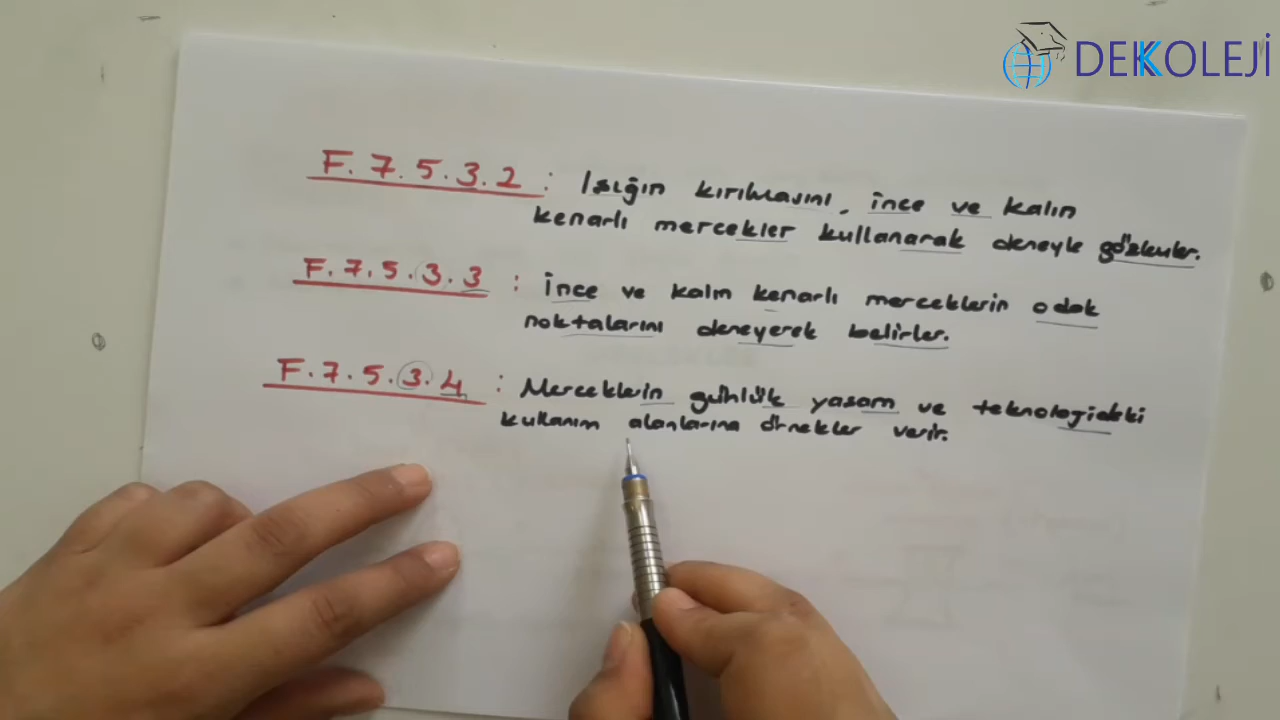 DEKKOLEJİ
F.7.5.3.2 : Işığın kırılmasını, ince ve kalın
kenarlı mercekler kullanarak deneyle gözlemler.
F.7.5.3.3 : İnce ve kalın kenarlı merceklerin odak
noktalarını deneyerek belirler.
F.7.5.3.4 : Merceklerin günlük yaşam ve teknolojideki
kullanım alanlarına örnekler verir.